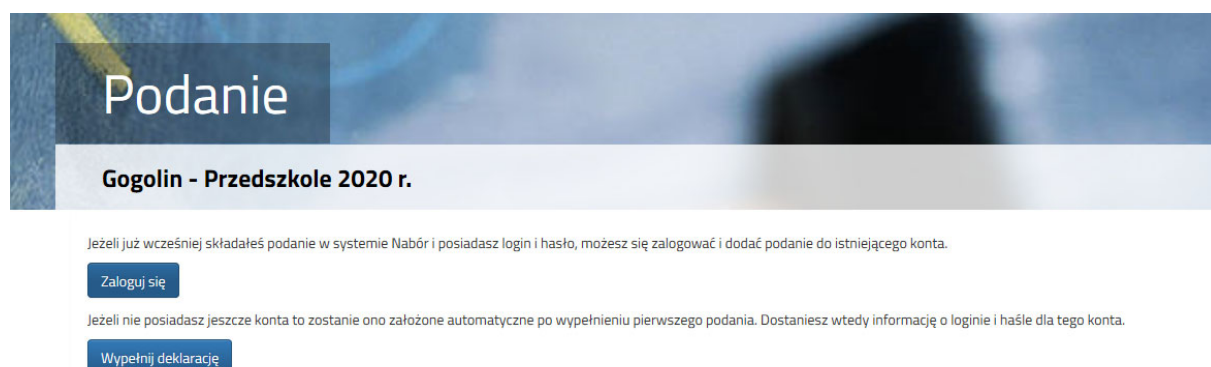 Podanie
Gogolin - Przedszkole 2020 r.
Jeżeli już wcześniej składałeś podanie w systemie Nabór i posiadasz login i hasło, możesz się zalogować i dodać podanie do istniejącego konta.
Zaloguj się
Jeżeli nie posiadasz jeszcze konta to zostanie ono założone automatyczne po wypełnieniu pierwszego podania. Dostaniesz wtedy informację o loginie i haśle dla tego konta.
Wypełnij deklarację